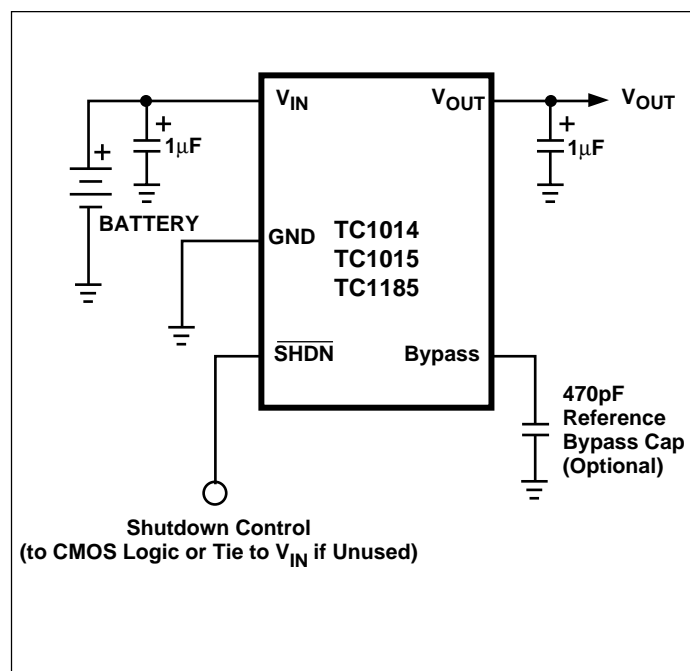 V_IN
V_OUT
V_OUT
+
1µF
+
1µF
+
BATTERY
GND
TC1014
TC1015
TC1185
SHDN
Bypass
470pF
Reference
Bypass Cap
(Optional)
Shutdown Control
(to CMOS Logic or Tie to V_IN if Unused)